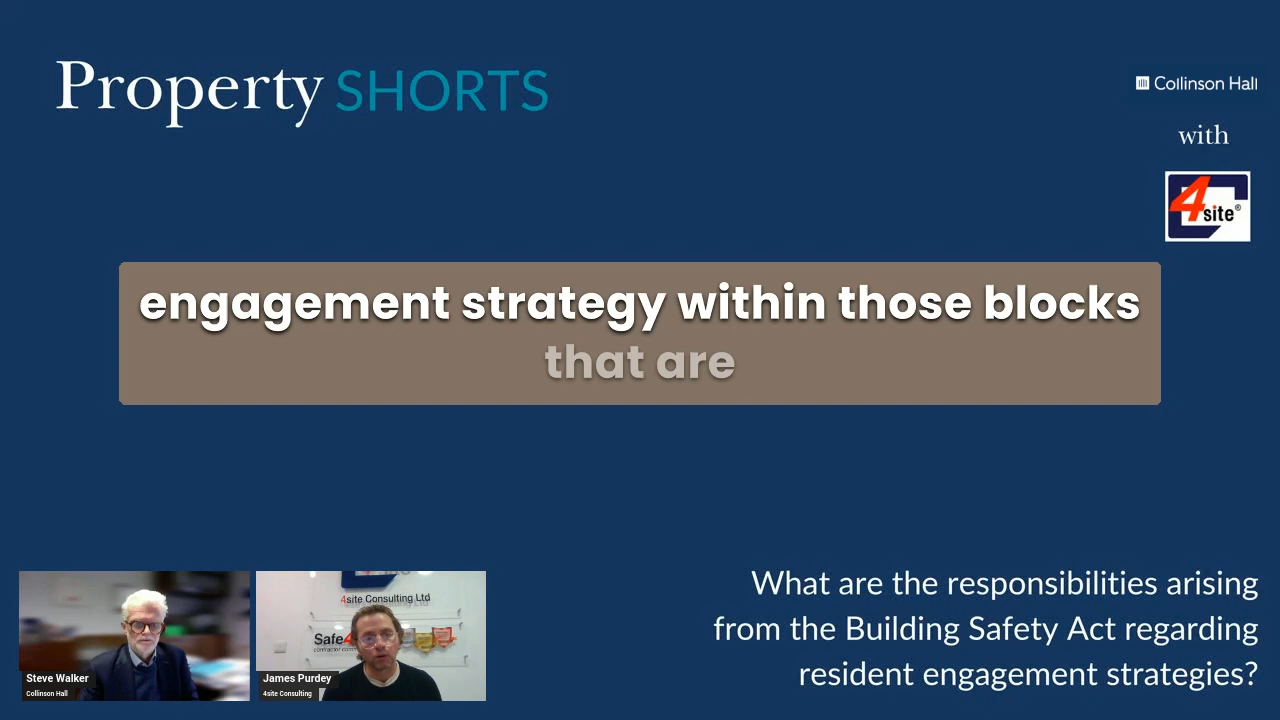 Property SHORTS
Collinson Hall
with
4site®
engagement strategy within those blocks
that are
4site Consulting Ltd
Safe4
What are the responsibilities arising
from the Building Safety Act regarding
resident engagement strategies?
Steve Walker
Collinson Hall
James Purdey
4site Consulting